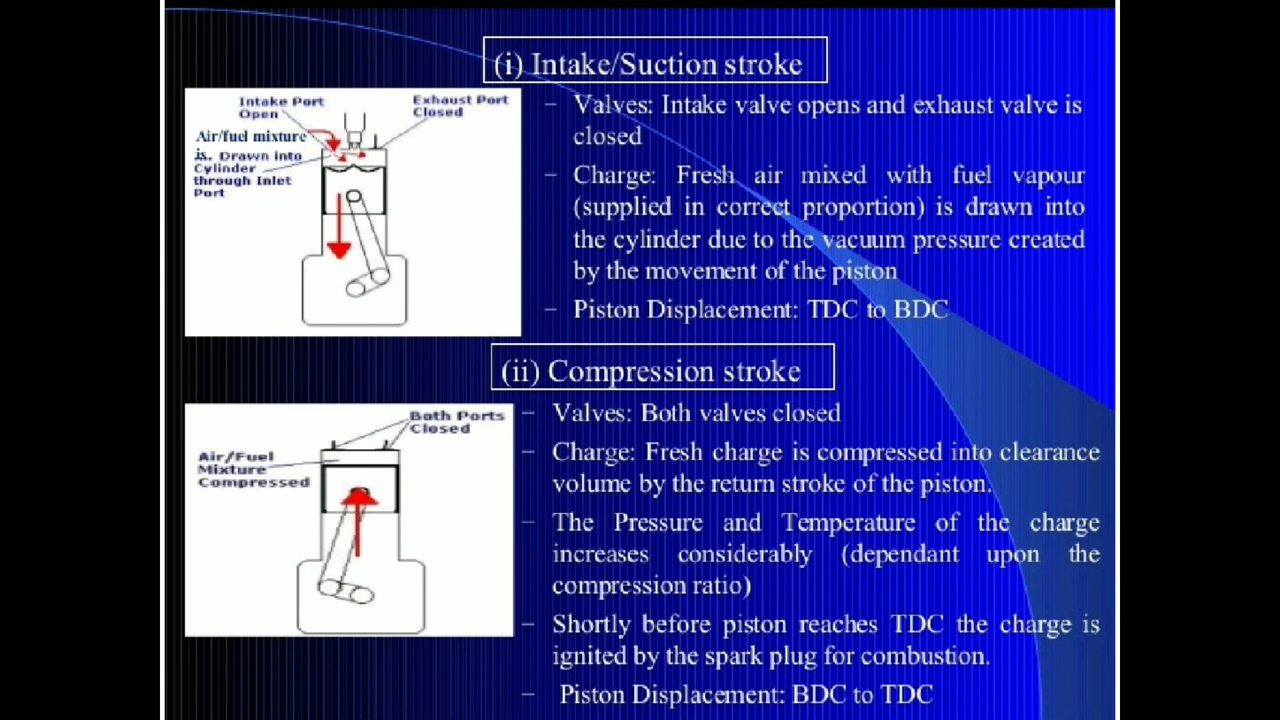 (i) Intake/Suction stroke
Intake Port
Open
Exhaust Port
Closed
Air/fuel mixture
is. Drawn into
Cylinder
through Inlet
Port
– Valves: Intake valve opens and exhaust valve is
closed
– Charge: Fresh air mixed with fuel vapour
(supplied in correct proportion) is drawn into
the cylinder due to the vacuum pressure created
by the movement of the piston
– Piston Displacement: TDC to BDC
(ii) Compression stroke
Both Ports
Closed
Air/Fuel
Mixture
Compressed
– Valves: Both valves closed
– Charge: Fresh charge is compressed into clearance
volume by the return stroke of the piston.
– The Pressure and Temperature of the charge
increases considerably (dependant upon the
compression ratio)
– Shortly before piston reaches TDC the charge is
ignited by the spark plug for combustion.
– Piston Displacement: BDC to TDC